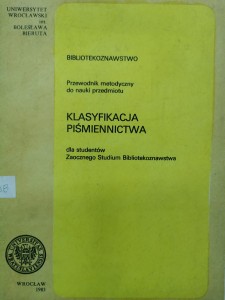 UNIWERSYTET
WROCŁAWSKI
im.
BOLESŁAWA
BIERUTA
BIBLIOTEKOZNAWSTWO
Przewodnik metodyczny
do nauki przedmiotu
KLASYFIKACJA
PIŚMIENNICTWA
dla studentów
Zaocznego Studium Bibliotekoznawstwa
WROCŁAW
1981